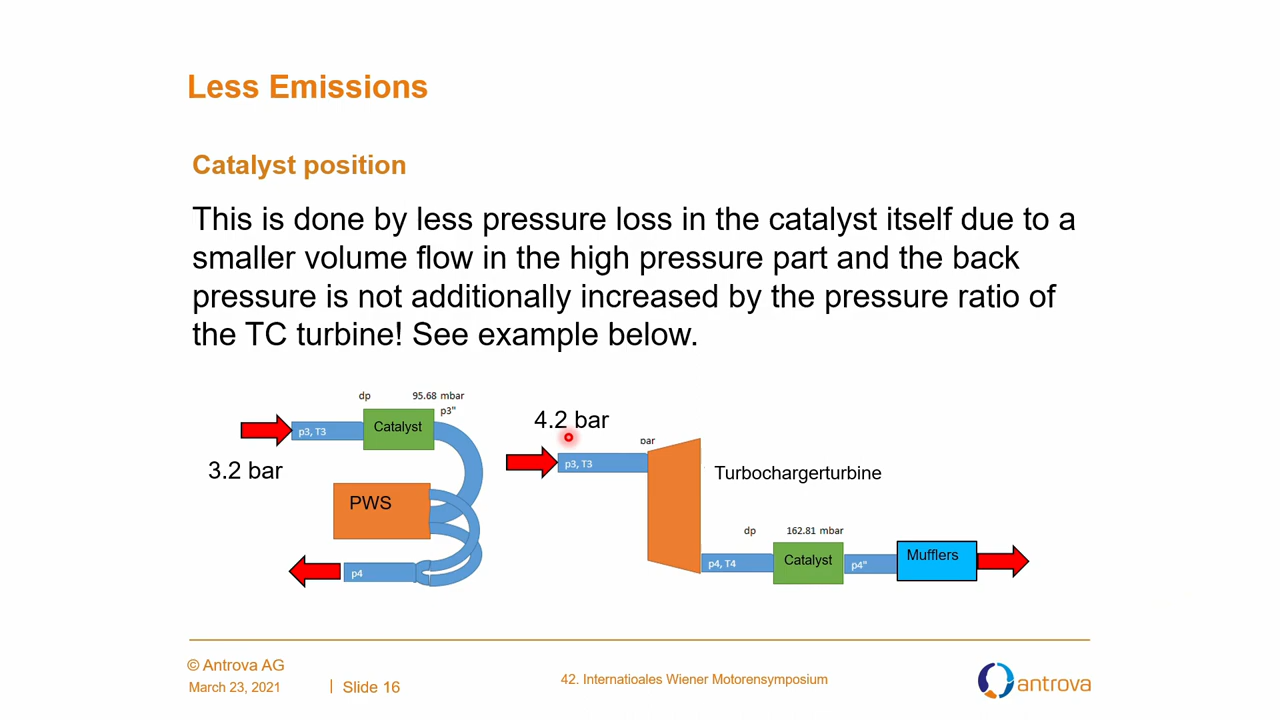 Less Emissions
Catalyst position
This is done by less pressure loss in the catalyst itself due to a
smaller volume flow in the high pressure part and the back
pressure is not additionally increased by the pressure ratio of
the TC turbine! See example below.
dp 95.68 mbar
p3"
p3, T3
Catalyst
3.2 bar
PWS
p4
4.2 bar
bar
p3, T3
Turbochargerturbine
dp 162.81 mbar
p4, T4
Catalyst
p4"
Mufflers
© Antrova AG
March 23, 2021 | Slide 16
42. Internatioales Wiener Motorensymposium
antrova